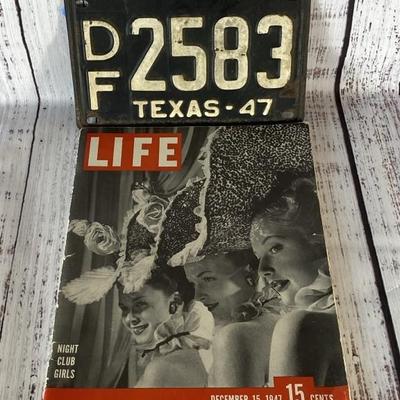 DF 2583
TEXAS-47
LIFE
NIGHT
CLUB
GIRLS
DECEMBER 15, 1947 15 CENTS